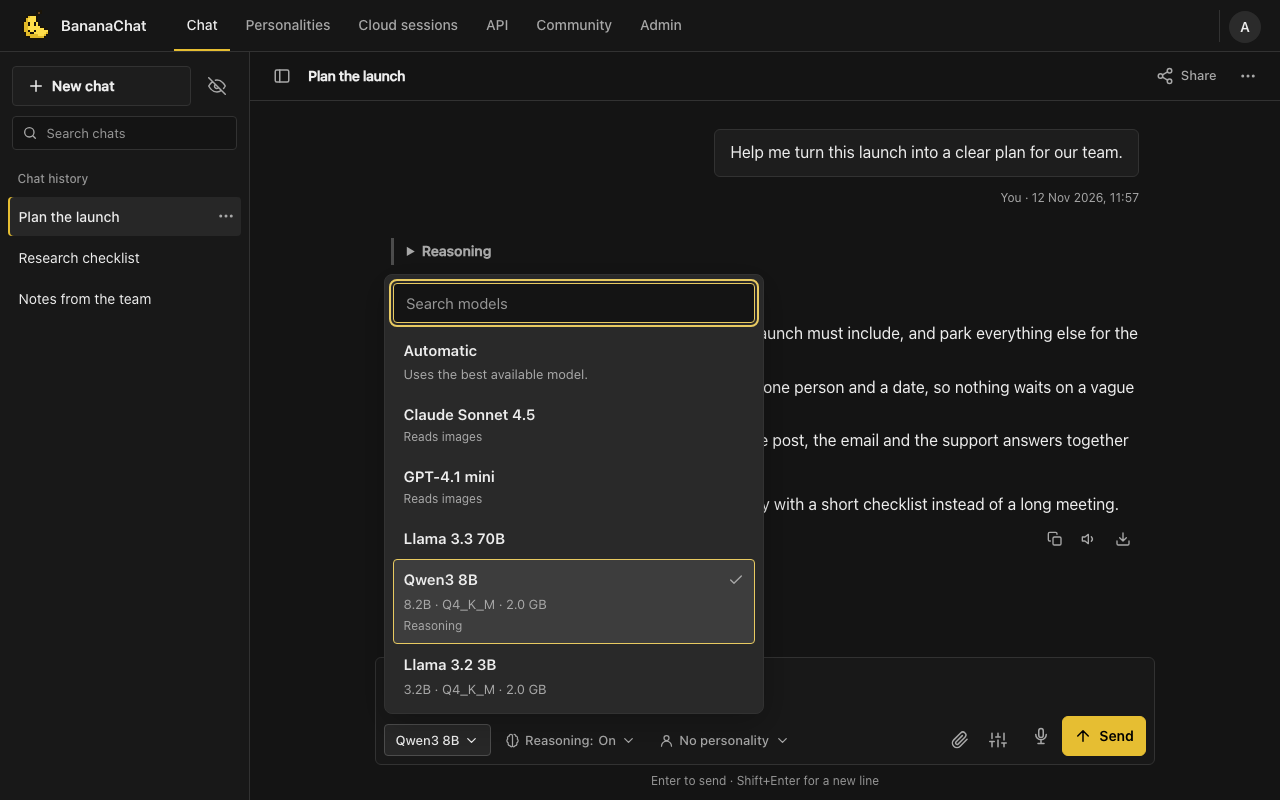 BananaChat
Chat
Personalities
Cloud sessions
API
Community
Admin
A
New chat
Search chats
Chat history
Plan the launch
Research checklist
Notes from the team
Plan the launch
Share
Help me turn this launch into a clear plan for our team.
You · 12 Nov 2026, 11:57
Reasoning
Search models
Automatic
Uses the best available model.
Claude Sonnet 4.5
Reads images
GPT-4.1 mini
Reads images
Llama 3.3 70B
Qwen3 8B
8.2B · Q4_K_M · 2.0 GB
Reasoning
Llama 3.2 3B
3.2B · Q4_K_M · 2.0 GB
must include, and park everything else for the
one person and a date, so nothing waits on a vague
post, the email and the support answers together
with a short checklist instead of a long meeting.
Qwen3 8B
Reasoning: On
No personality
Send
Enter to send · Shift+Enter for a new line